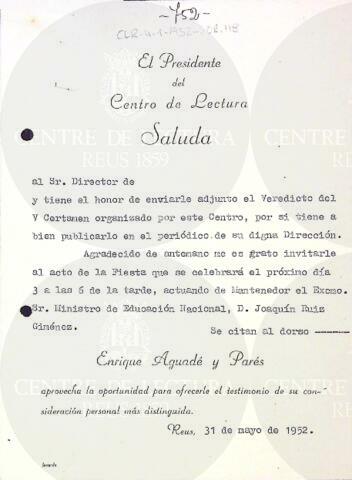 -752-
CLR-4-1-1952-
El Presidente
del
Centro de Lectura
Saluda
CENTRE DE LECTURA
REUS 1859
al Sr. Director de
y tiene el honor de enviarle adjunto el Veredicto del
V Certamen organizado por este Centro, por si tiene a
bien publicarlo en el periódico de su digna Dirección.
Agradecido de antemano me es grato invitarle
al acto de la Fiesta que se celebrará el próximo día
3 a las 6 de la tarde, actuando de Mantenedor el Excmo.
Sr. Ministro de Educación Nacional, D. Joaquín Ruiz
Giménez.
Se citan al dorso
Enrique Aguadé y Parés
CENTRE DE LECTURA
aprovecha la oportunidad para ofrecerle el testimonio de su con-
sideración personal más distinguida.
Reus, 31 de mayo de 1952.